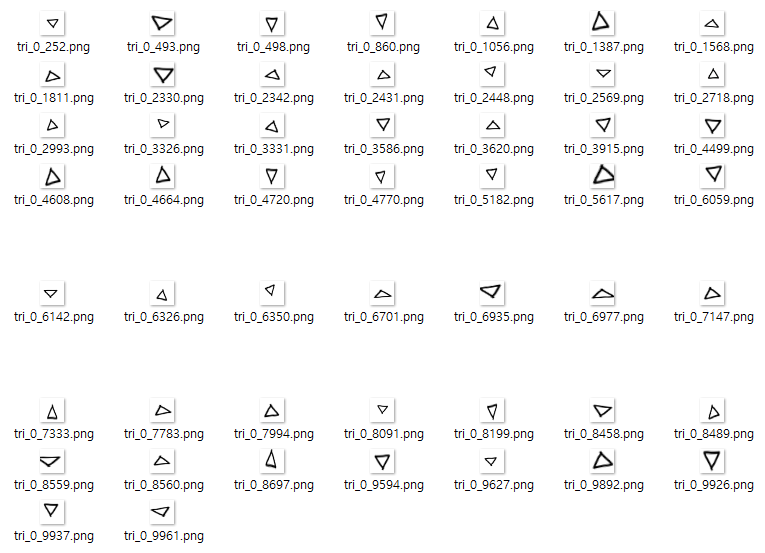 tri_0_252.png tri_0_493.png tri_0_498.png tri_0_860.png tri_0_1056.png tri_0_1387.png tri_0_1568.png
tri_0_1811.png tri_0_2330.png tri_0_2342.png tri_0_2431.png tri_0_2448.png tri_0_2569.png tri_0_2718.png
tri_0_2993.png tri_0_3326.png tri_0_3331.png tri_0_3586.png tri_0_3620.png tri_0_3915.png tri_0_4499.png
tri_0_4608.png tri_0_4664.png tri_0_4720.png tri_0_4770.png tri_0_5182.png tri_0_5617.png tri_0_6059.png
tri_0_6142.png tri_0_6326.png tri_0_6350.png tri_0_6701.png tri_0_6935.png tri_0_6977.png tri_0_7147.png
tri_0_7333.png tri_0_7783.png tri_0_7994.png tri_0_8091.png tri_0_8199.png tri_0_8458.png tri_0_8489.png
tri_0_8559.png tri_0_8560.png tri_0_8697.png tri_0_9594.png tri_0_9627.png tri_0_9892.png tri_0_9926.png
tri_0_9937.png tri_0_9961.png